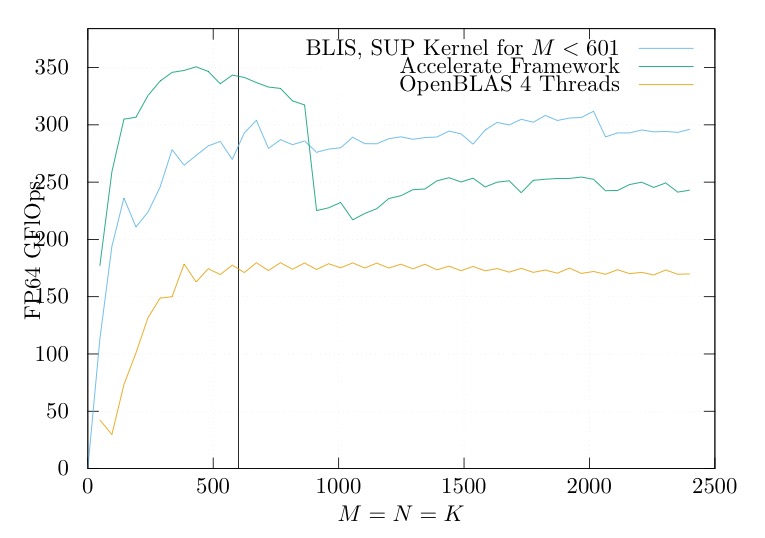 BLIS, SUP Kernel for M < 601
Accelerate Framework
OpenBLAS 4 Threads
FP64 GFlOps
350
300
250
200
150
100
50
0
0 500 1000 1500 2000 2500
M = N = K